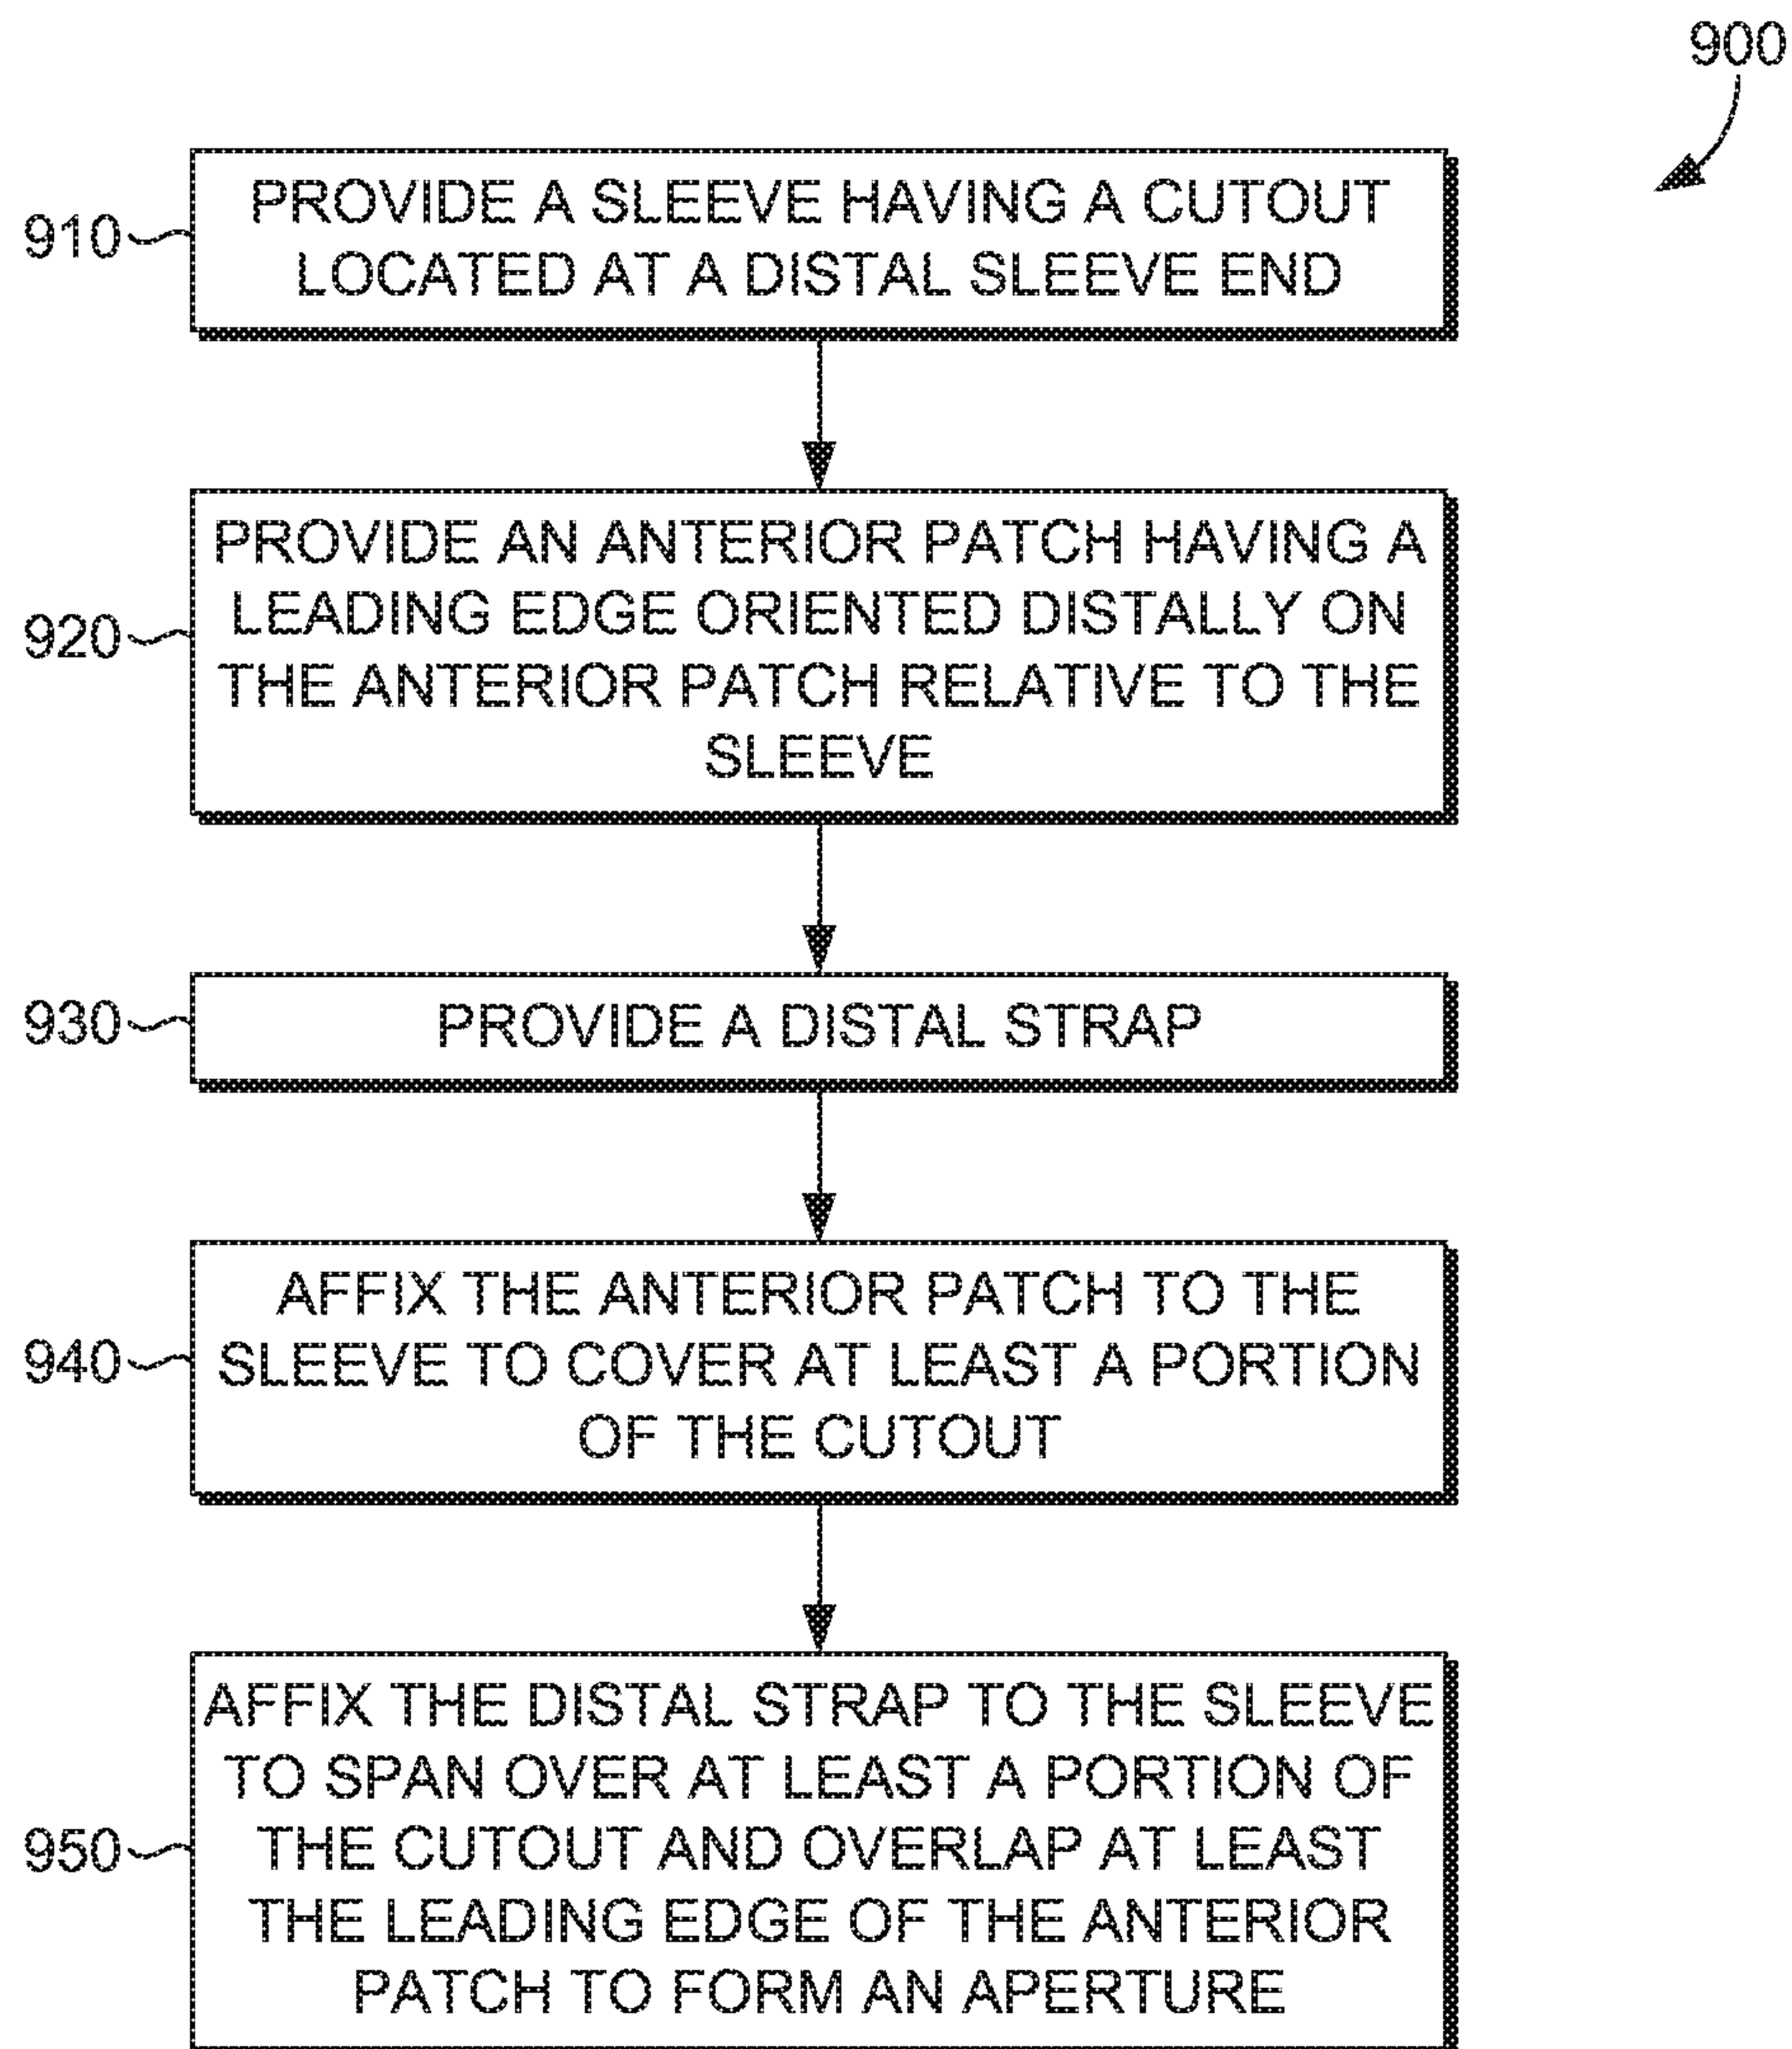 900
910
PROVIDE A SLEEVE HAVING A CUTOUT
LOCATED AT A DISTAL SLEEVE END
920
PROVIDE AN ANTERIOR PATCH HAVING A
LEADING EDGE ORIENTED DISTALLY ON
THE ANTERIOR PATCH RELATIVE TO THE
SLEEVE
930
PROVIDE A DISTAL STRAP
940
AFFIX THE ANTERIOR PATCH TO THE
SLEEVE TO COVER AT LEAST A PORTION
OF THE CUTOUT
950
AFFIX THE DISTAL STRAP TO THE SLEEVE
TO SPAN OVER AT LEAST A PORTION OF
THE CUTOUT AND OVERLAP AT LEAST
THE LEADING EDGE OF THE ANTERIOR
PATCH TO FORM AN APERTURE